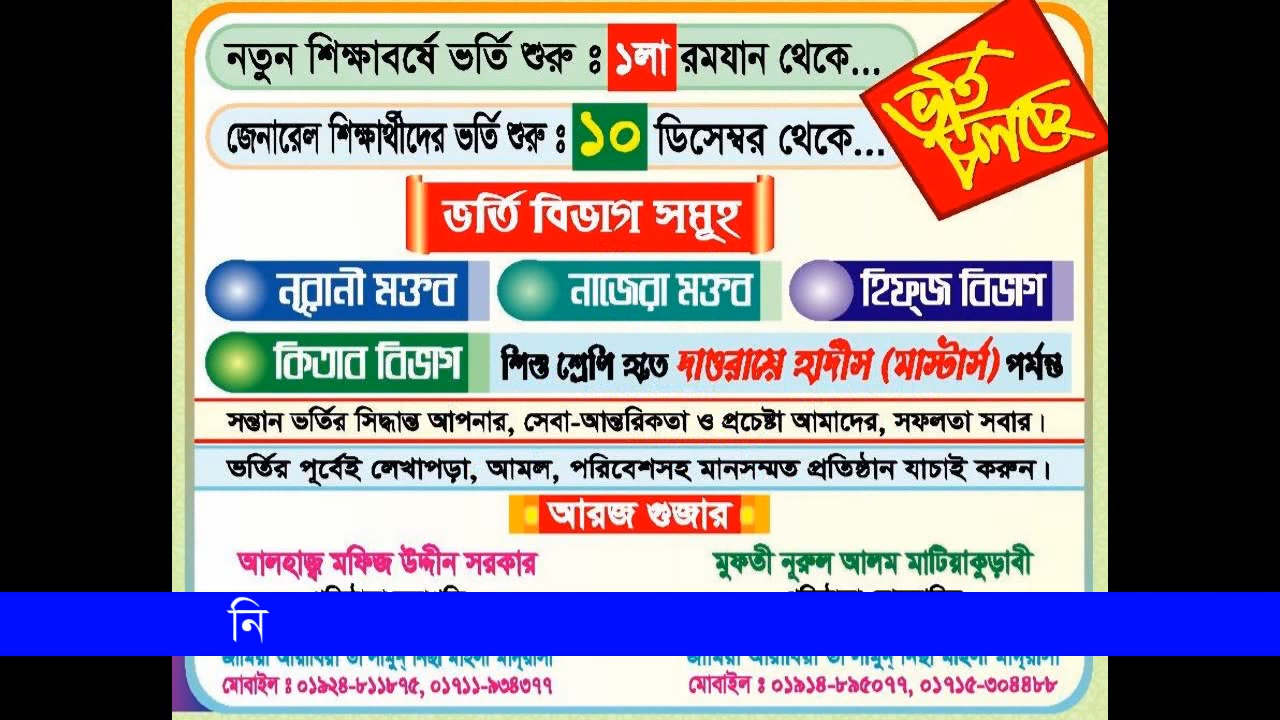 নতুন শিক্ষাবর্ষে ভর্তি শুরু ঃ ১লা রমযান থেকে...
জেনারেল শিক্ষার্থীদের ভর্তি শুরু ঃ ১০ ডিসেম্বর থেকে...
ভর্তি চলছে
ভর্তি বিভাগ সমূহ
নূরানী মক্তব নাজেরা মক্তব হিফ্জ বিভাগ
কিতাব বিভাগ শিশু শ্রেণি হতে দাওরায়ে হাদীস (মাস্টার্স) পর্যন্ত
সন্তান ভর্তির সিদ্ধান্ত আপনার, সেবা-আন্তরিকতা ও প্রচেষ্টা আমাদের, সফলতা সবার।
ভর্তির পূর্বেই লেখাপড়া, আমল, পরিবেশসহ মানসম্মত প্রতিষ্ঠান যাচাই করুন।
আরজ গুজার
আলহাজ্ব মফিজ উদ্দীন সরকার মুফতী নূরুল আলম মাটিয়াকুড়াবী
নি
মোবাইল ঃ ০১৯২৪-৮১১৮৭৫, ০১৭১১-৯৩৪৩৭৭ মোবাইল ঃ ০১৯১৪-৮৯৫০৭৭, ০১৭১৫-৩০৪৪৮৮